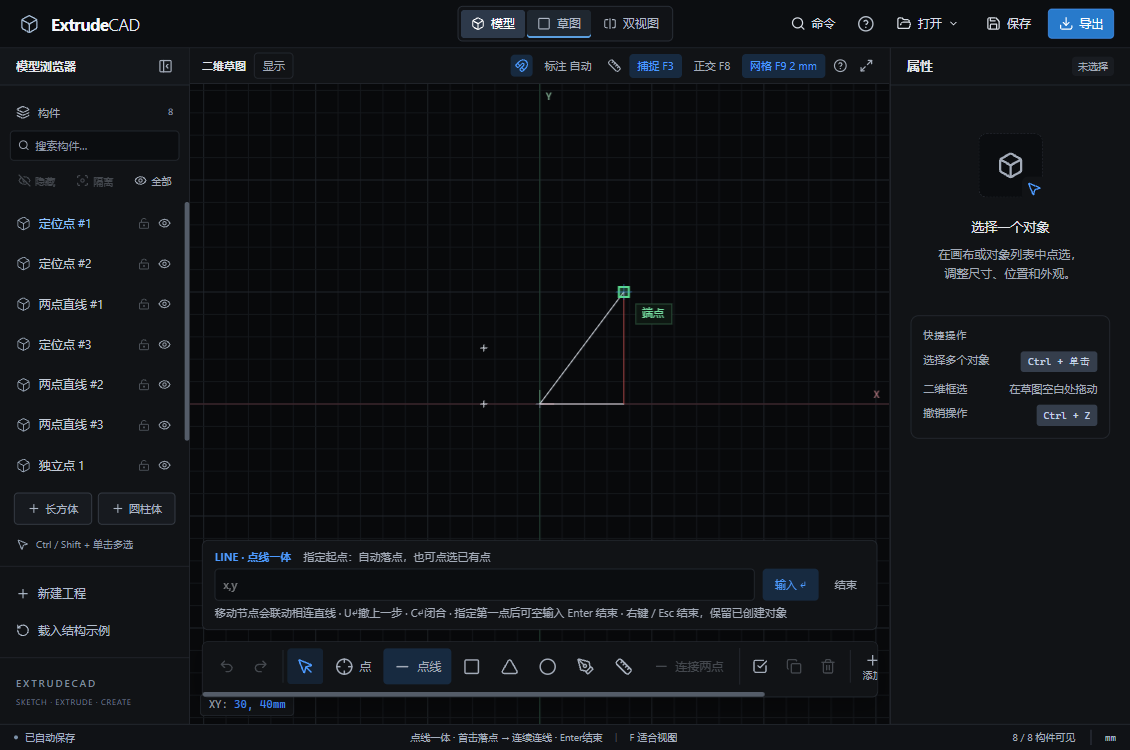 ExtrudeCAD
模型
草图
双视图
命令
打开
保存
导出
模型浏览器
二维草图
显示
标注 自动
捕捉 F3
正交 F8
网格 F9 2 mm
属性
未选择
构件
8
搜索构件...
隐藏
隔离
全部
定位点 #1
定位点 #2
两点直线 #1
定位点 #3
两点直线 #2
两点直线 #3
独立点 1
长方体
圆柱体
Ctrl / Shift + 单击多选
新建工程
载入结构示例
EXTRUDECAD
SKETCH · EXTRUDE · CREATE
Y
端点
X
LINE · 点线一体 指定起点：自动落点，也可点选已有点
x,y
输入 ↵
结束
移动节点会联动相连直线 · U↵撤上一步 · C↵闭合 · 指定第一点后可空输入 Enter 结束 · 右键 / Esc 结束，保留已创建对象
点
点线
连接两点
添加
XY: 30, 40mm
选择一个对象
在画布或对象列表中点选，
调整尺寸、位置和外观。
快捷操作
选择多个对象
Ctrl + 单击
二维框选
在草图空白处拖动
撤销操作
Ctrl + Z
已自动保存
点线一体 · 首击落点 → 连续连线 · Enter结束
F 适合视图
8 / 8 构件可见
mm